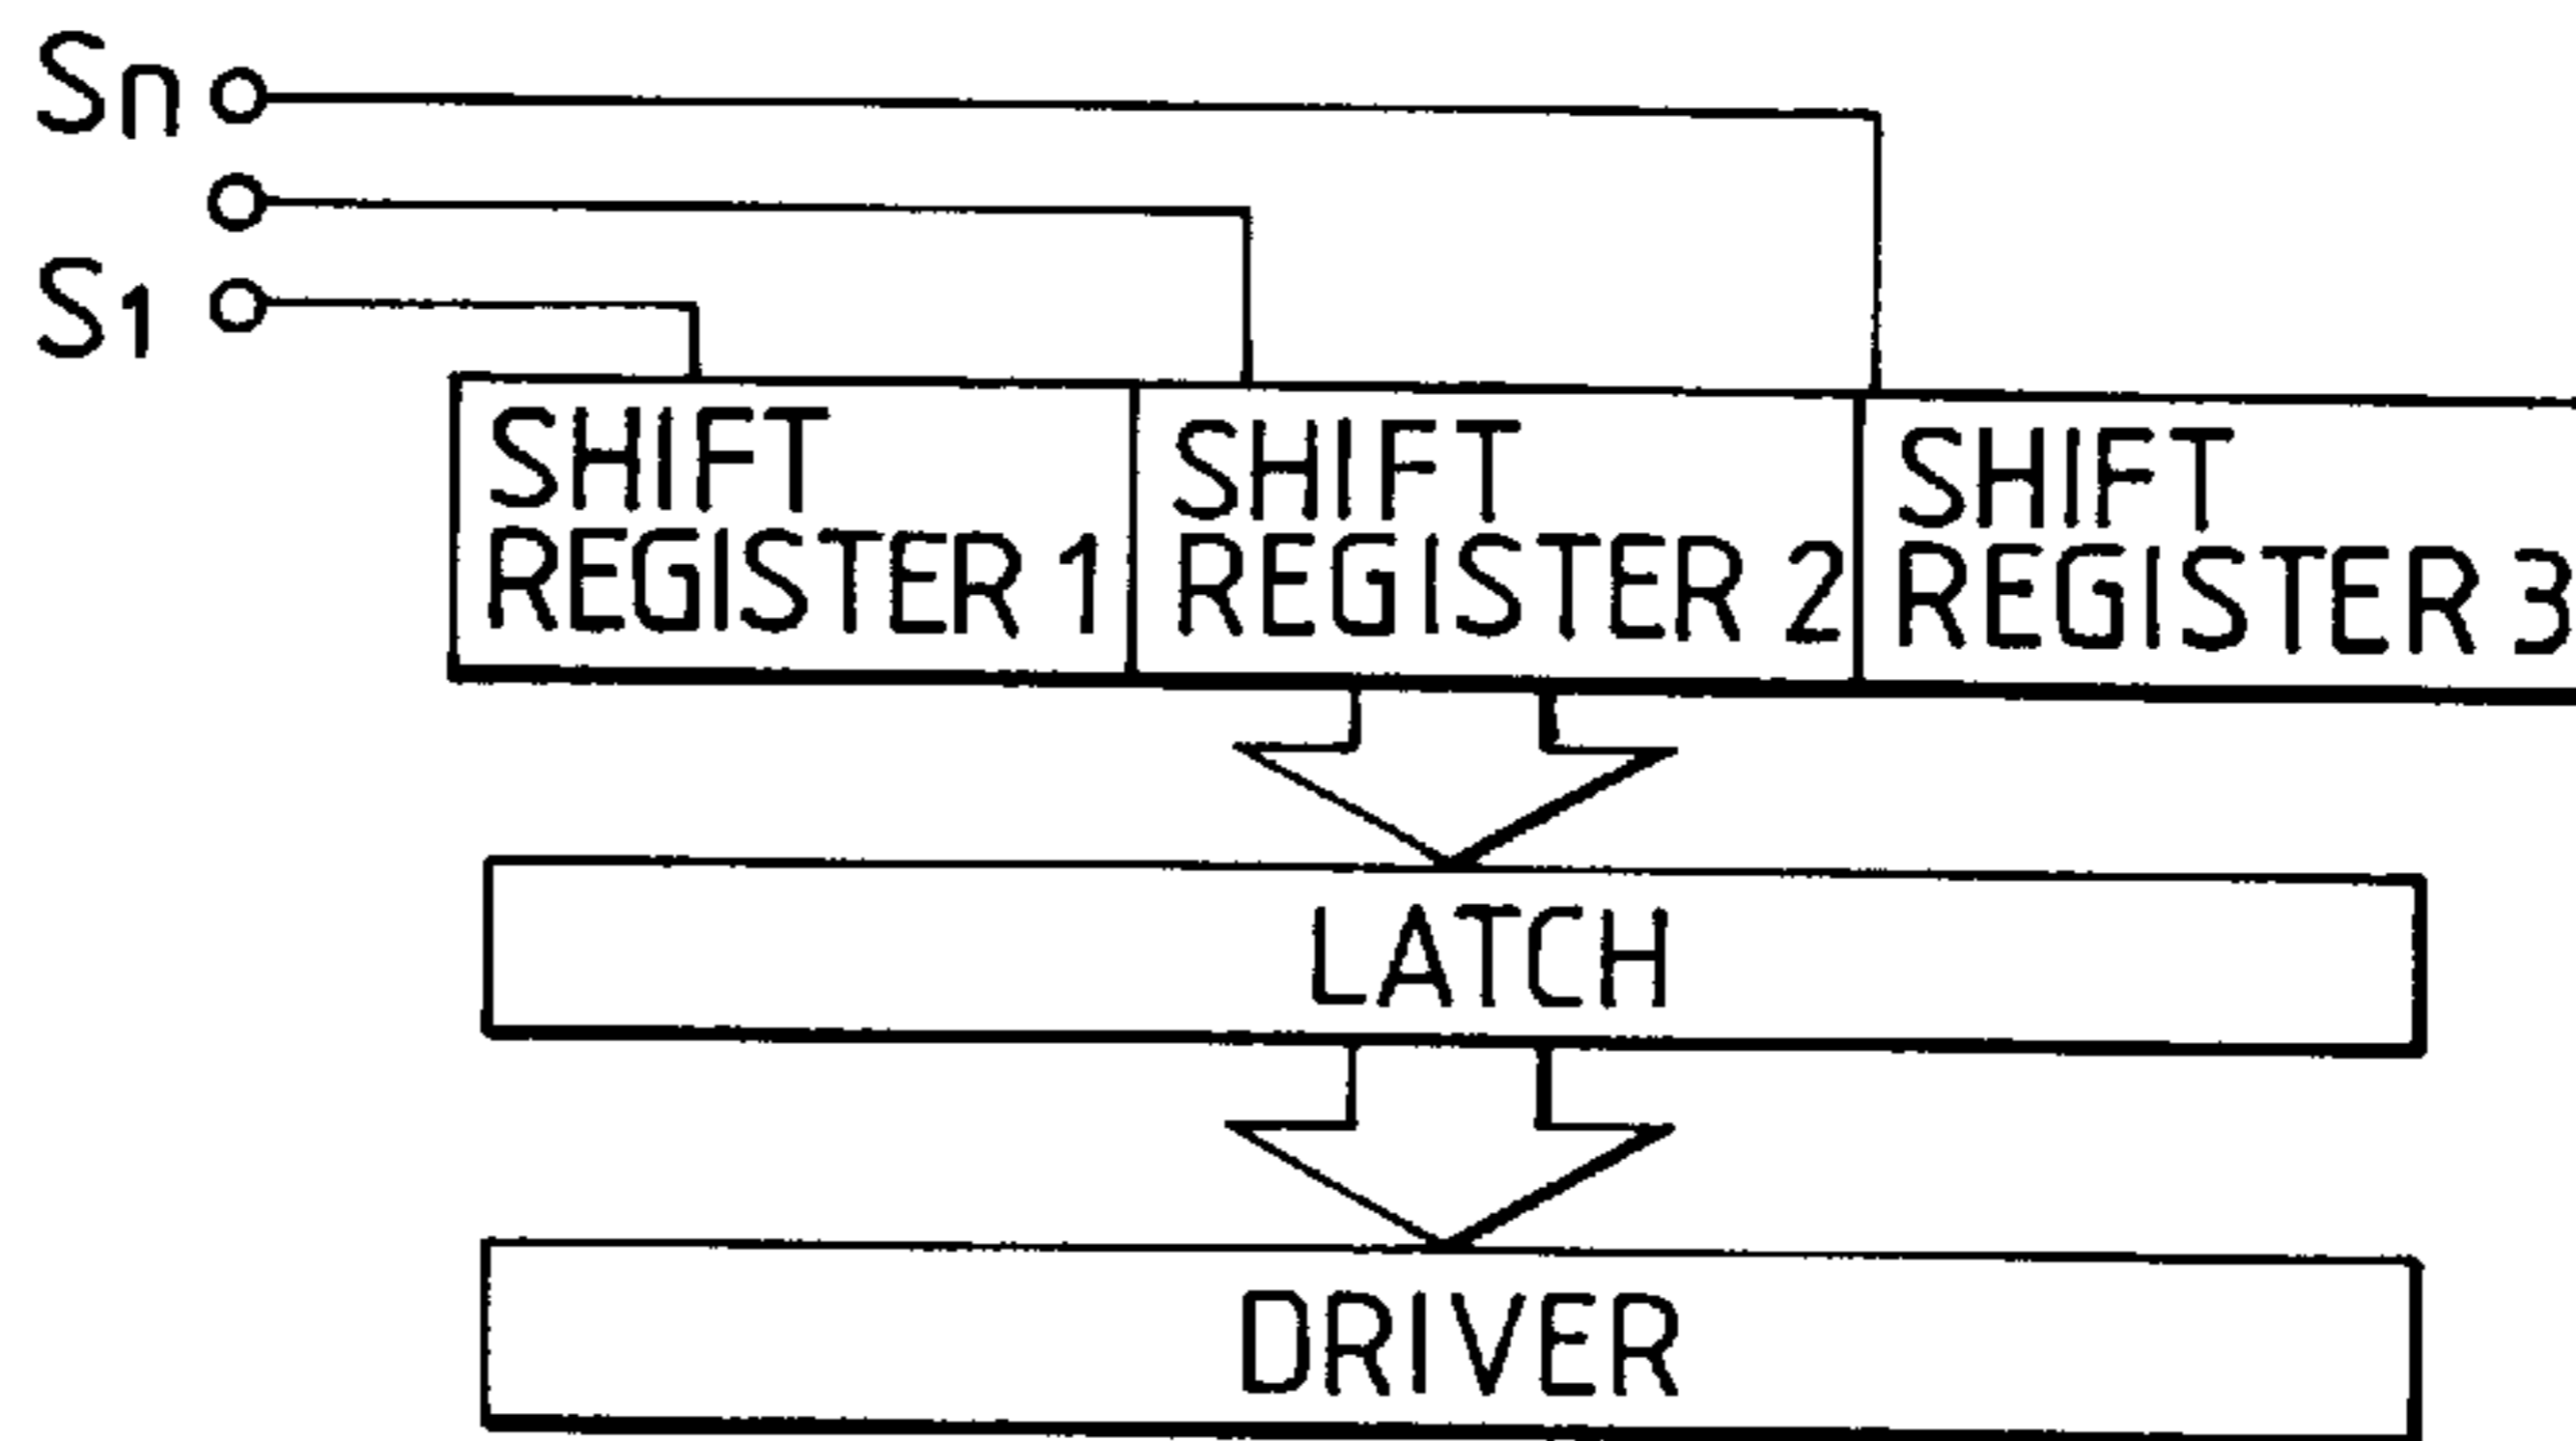 Sn
S1
SHIFT
REGISTER 1
SHIFT
REGISTER 2
SHIFT
REGISTER 3
LATCH
DRIVER